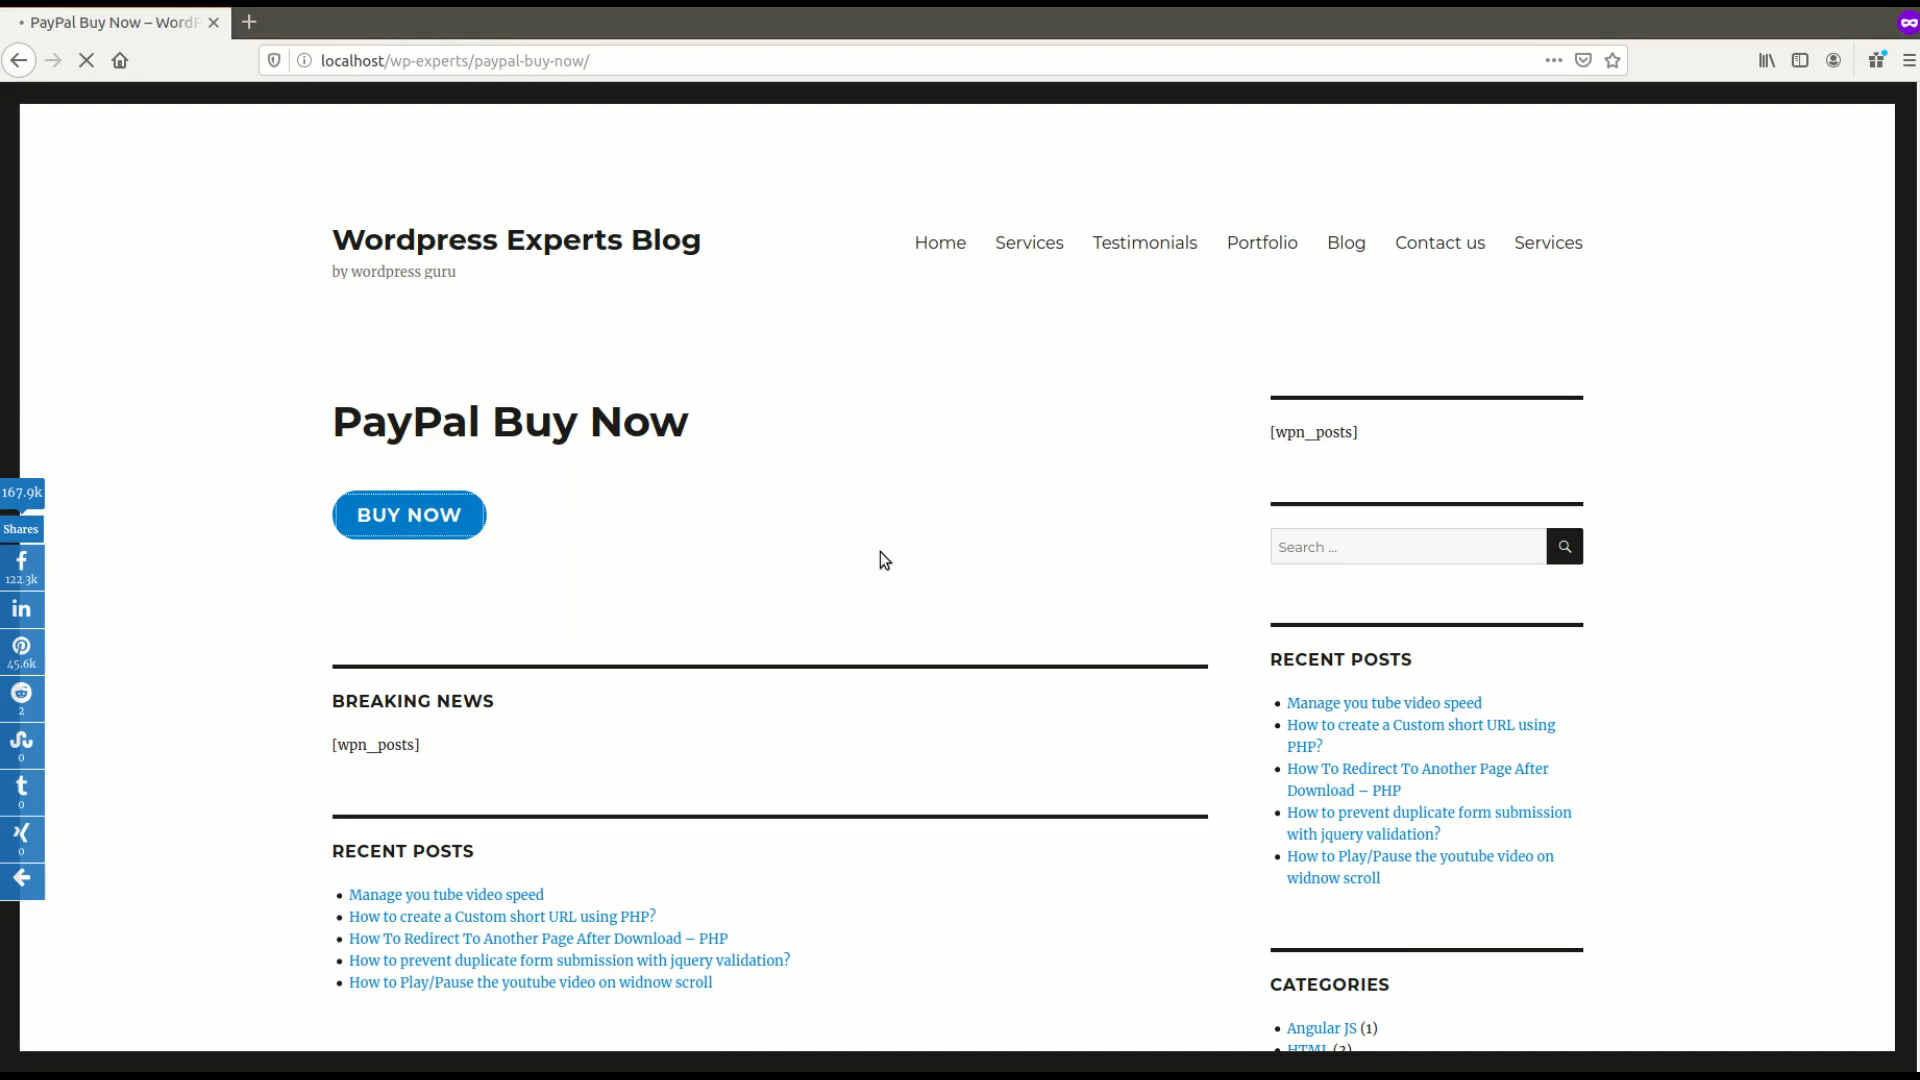 PayPal Buy Now – WordP
localhost/wp-experts/paypal-buy-now/
Wordpress Experts Blog
by wordpress guru
Home Services Testimonials Portfolio Blog Contact us Services
PayPal Buy Now
BUY NOW
167.9k
Shares
122.3k
45.6k
2
0
0
0
BREAKING NEWS
[wpn_posts]
RECENT POSTS
Manage you tube video speed
How to create a Custom short URL using PHP?
How To Redirect To Another Page After Download – PHP
How to prevent duplicate form submission with jquery validation?
How to Play/Pause the youtube video on widnow scroll
[wpn_posts]
Search ...
RECENT POSTS
Manage you tube video speed
How to create a Custom short URL using
PHP?
How To Redirect To Another Page After
Download – PHP
How to prevent duplicate form submission
with jquery validation?
How to Play/Pause the youtube video on
widnow scroll
CATEGORIES
Angular JS (1)